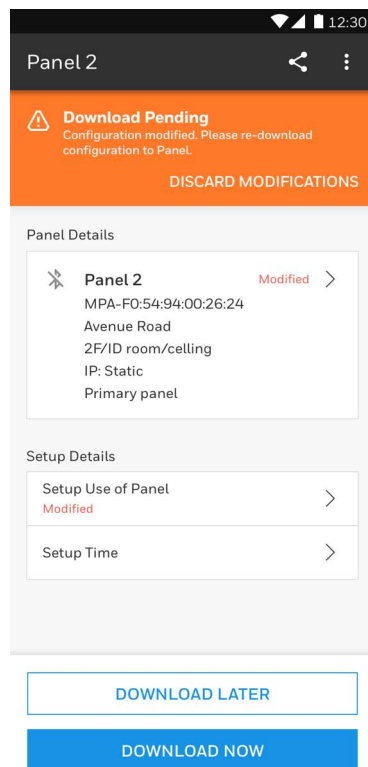 12:30
Panel 2
Download Pending
Configuration modified. Please re-download
configuration to Panel.
DISCARD MODIFICATIONS
Panel Details
Panel 2 Modified
MPA-F0:54:94:00:26:24
Avenue Road
2F/ID room/celling
IP: Static
Primary panel
Setup Details
Setup Use of Panel
Modified
Setup Time
DOWNLOAD LATER
DOWNLOAD NOW